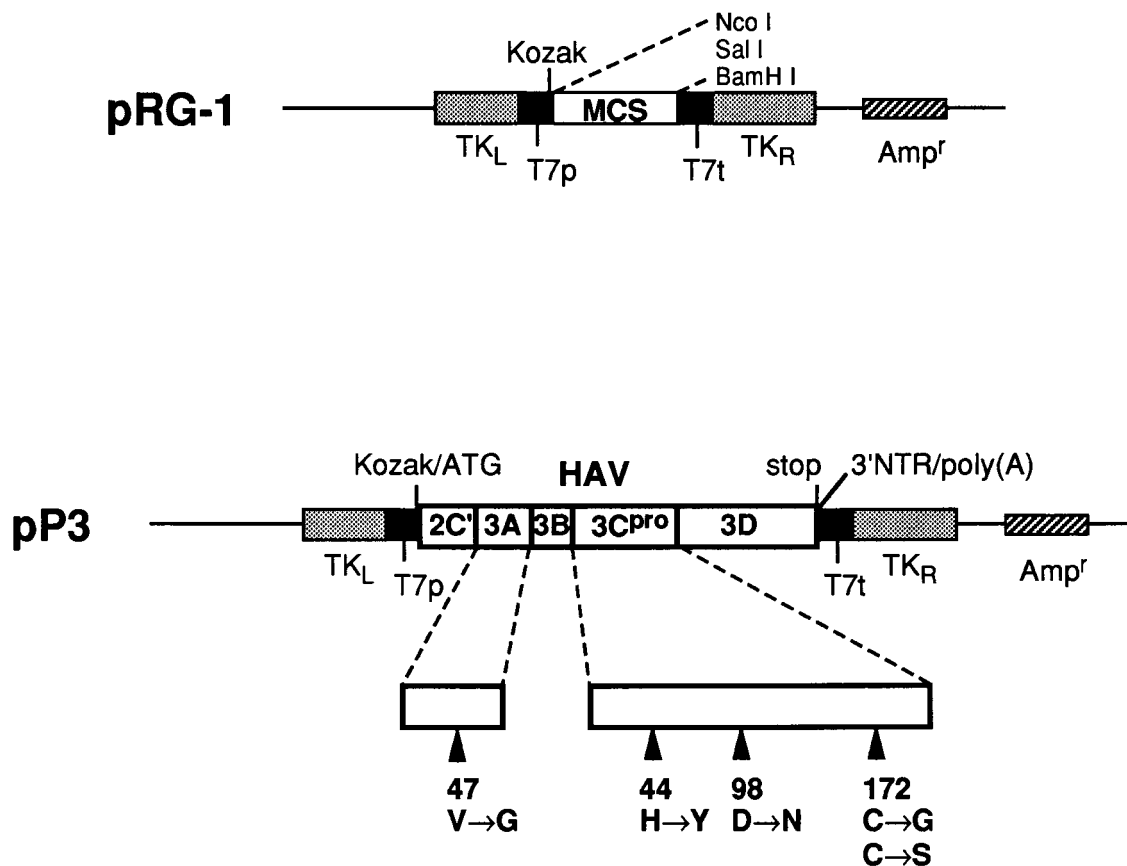 Nco I
Kozak
Sal I
BamH I
pRG-1
MCS
TKL
T7p
T7t
TKR
Ampr
Kozak/ATG
HAV
stop
3'NTR/poly(A)
pP3
2C'
3A
3B
3Cpro
3D
TKL
T7p
T7t
TKR
Ampr
47
V→G
44
H→Y
98
D→N
172
C→G
C→S